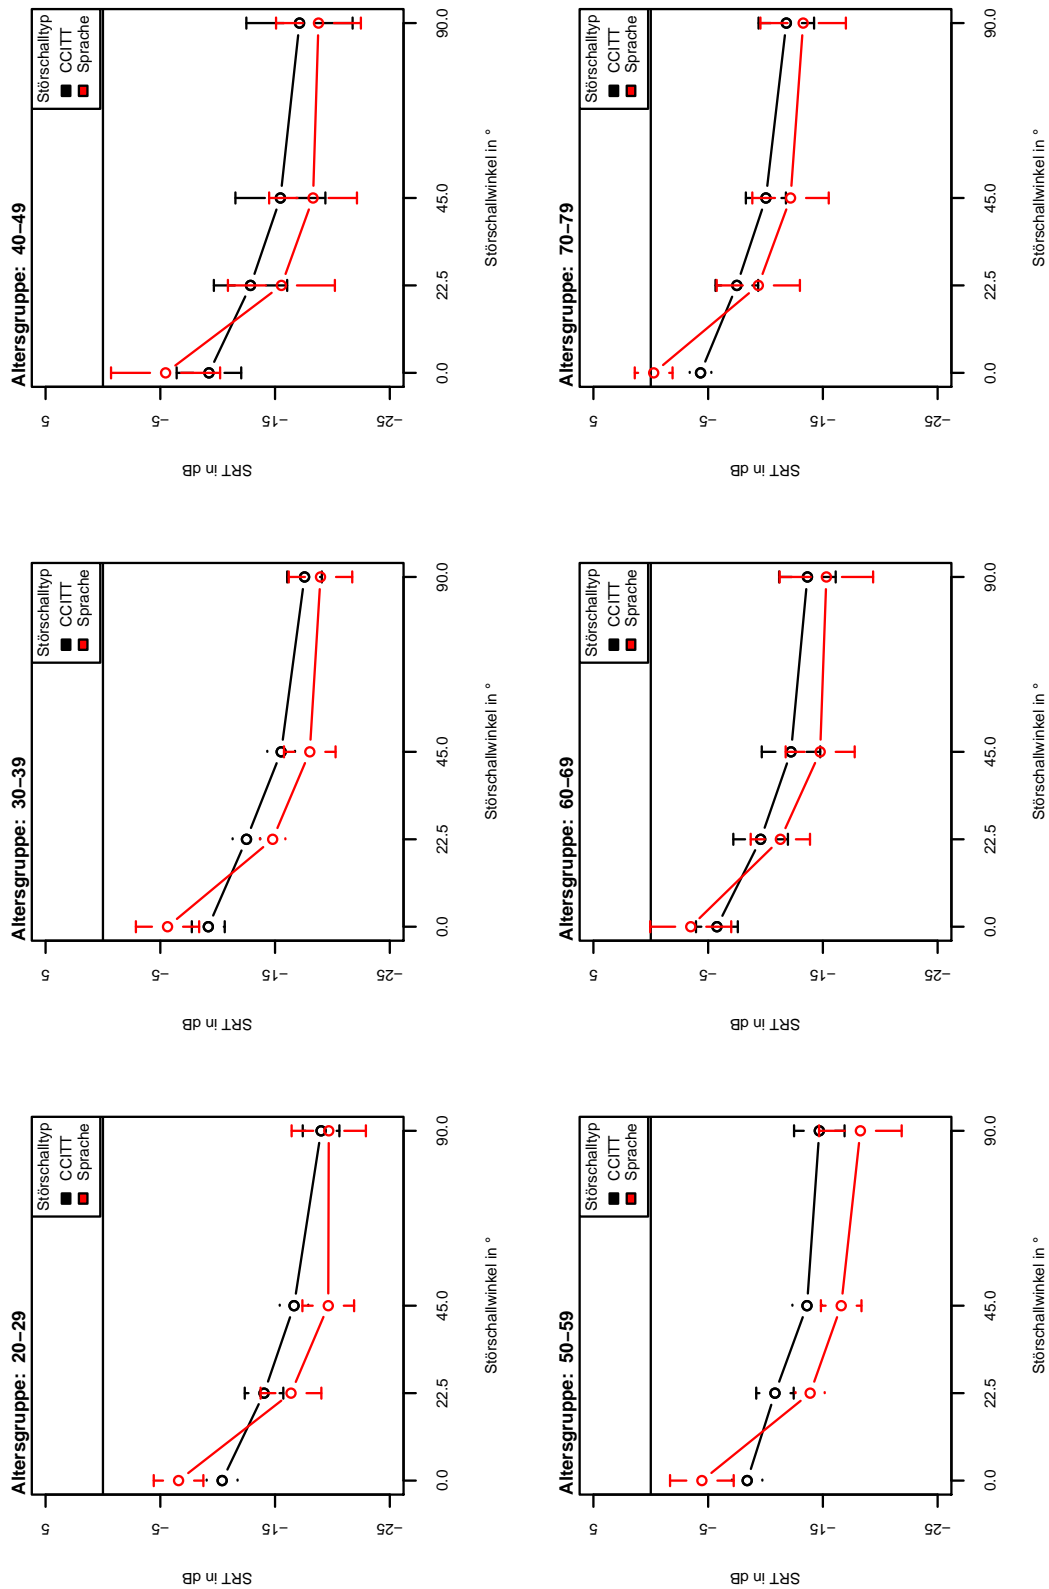 Altersgruppe: 20−29
Störschalltyp
CCITT
Sprache
SRT in dB
5
−5
−15
−25
0.0 22.5 45.0 90.0
Störschallwinkel in °
Altersgruppe: 30−39
Störschalltyp
CCITT
Sprache
SRT in dB
5
−5
−15
−25
0.0 22.5 45.0 90.0
Störschallwinkel in °
Altersgruppe: 40−49
Störschalltyp
CCITT
Sprache
SRT in dB
5
−5
−15
−25
0.0 22.5 45.0 90.0
Störschallwinkel in °
Altersgruppe: 50−59
Störschalltyp
CCITT
Sprache
SRT in dB
5
−5
−15
−25
0.0 22.5 45.0 90.0
Störschallwinkel in °
Altersgruppe: 60−69
Störschalltyp
CCITT
Sprache
SRT in dB
5
−5
−15
−25
0.0 22.5 45.0 90.0
Störschallwinkel in °
Altersgruppe: 70−79
Störschalltyp
CCITT
Sprache
SRT in dB
5
−5
−15
−25
0.0 22.5 45.0 90.0
Störschallwinkel in °